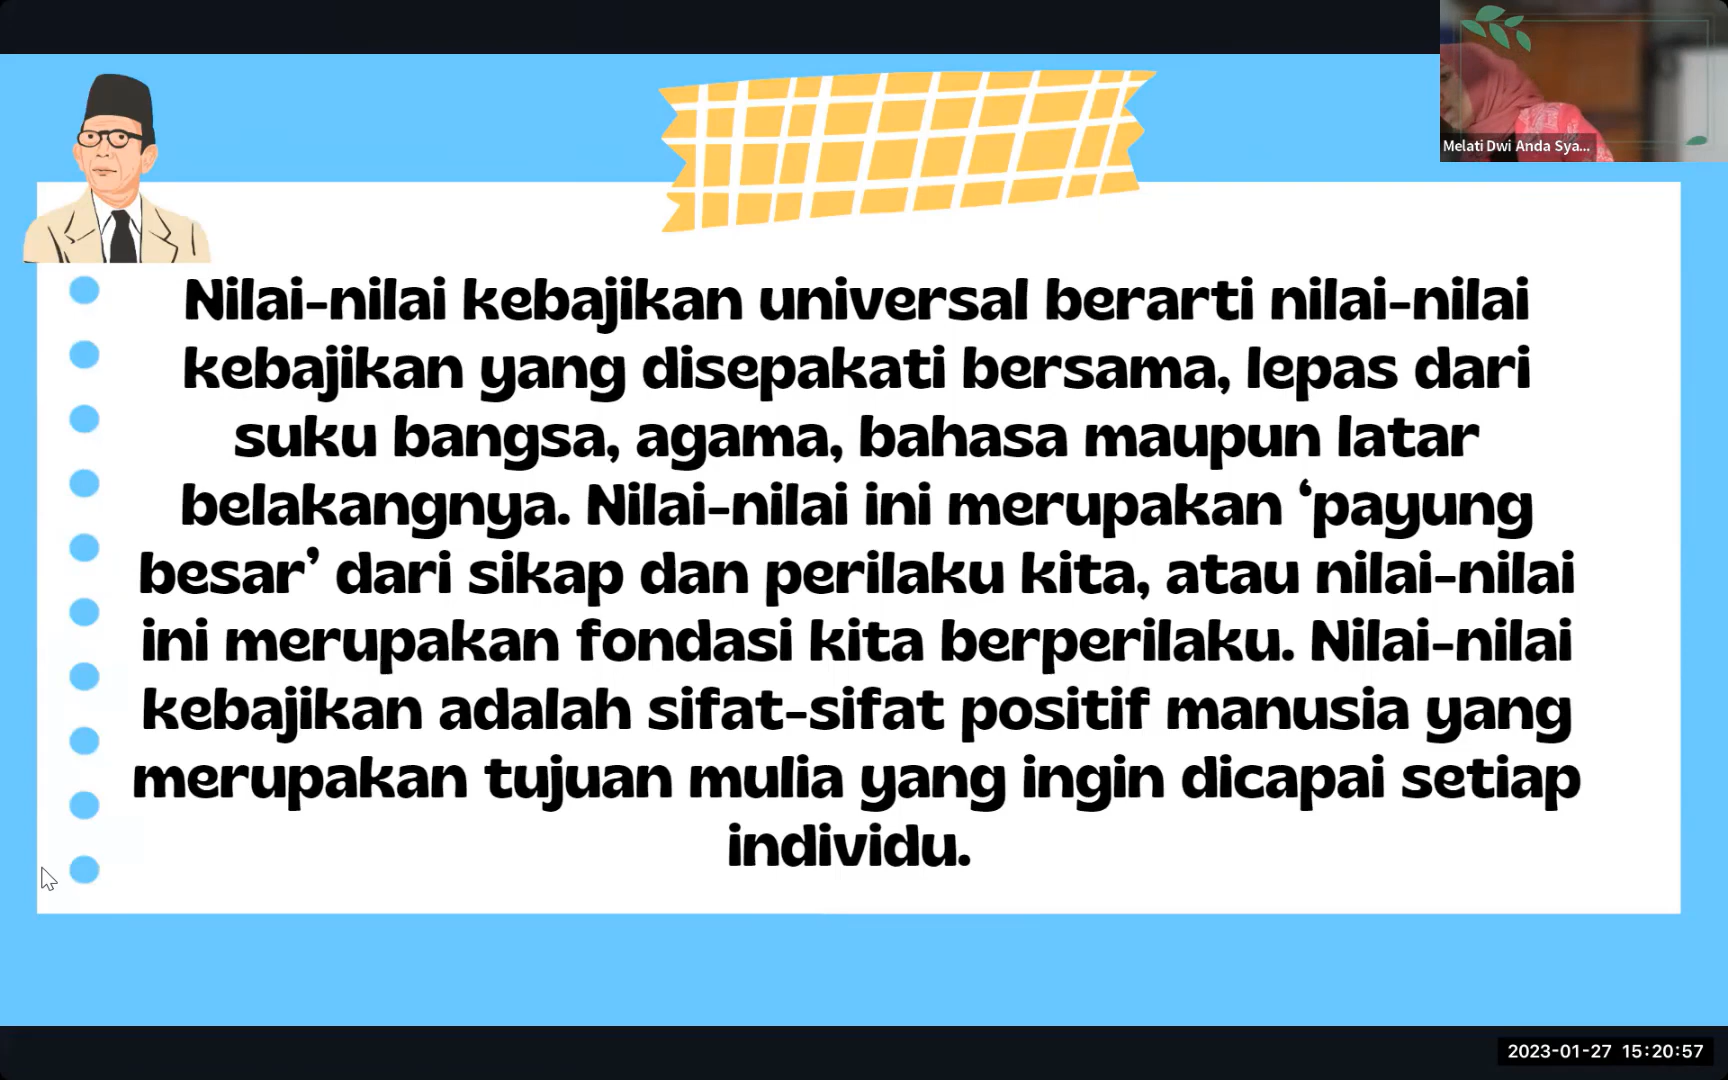 Melati Dwi Anda Sya...
Nilai-nilai kebajikan universal berarti nilai-nilai
kebajikan yang disepakati bersama, lepas dari
suku bangsa, agama, bahasa maupun latar
belakangnya. Nilai-nilai ini merupakan ‘payung
besar’ dari sikap dan perilaku kita, atau nilai-nilai
ini merupakan fondasi kita berperilaku. Nilai-nilai
kebajikan adalah sifat-sifat positif manusia yang
merupakan tujuan mulia yang ingin dicapai setiap
individu.
2023-01-27 15:20:57